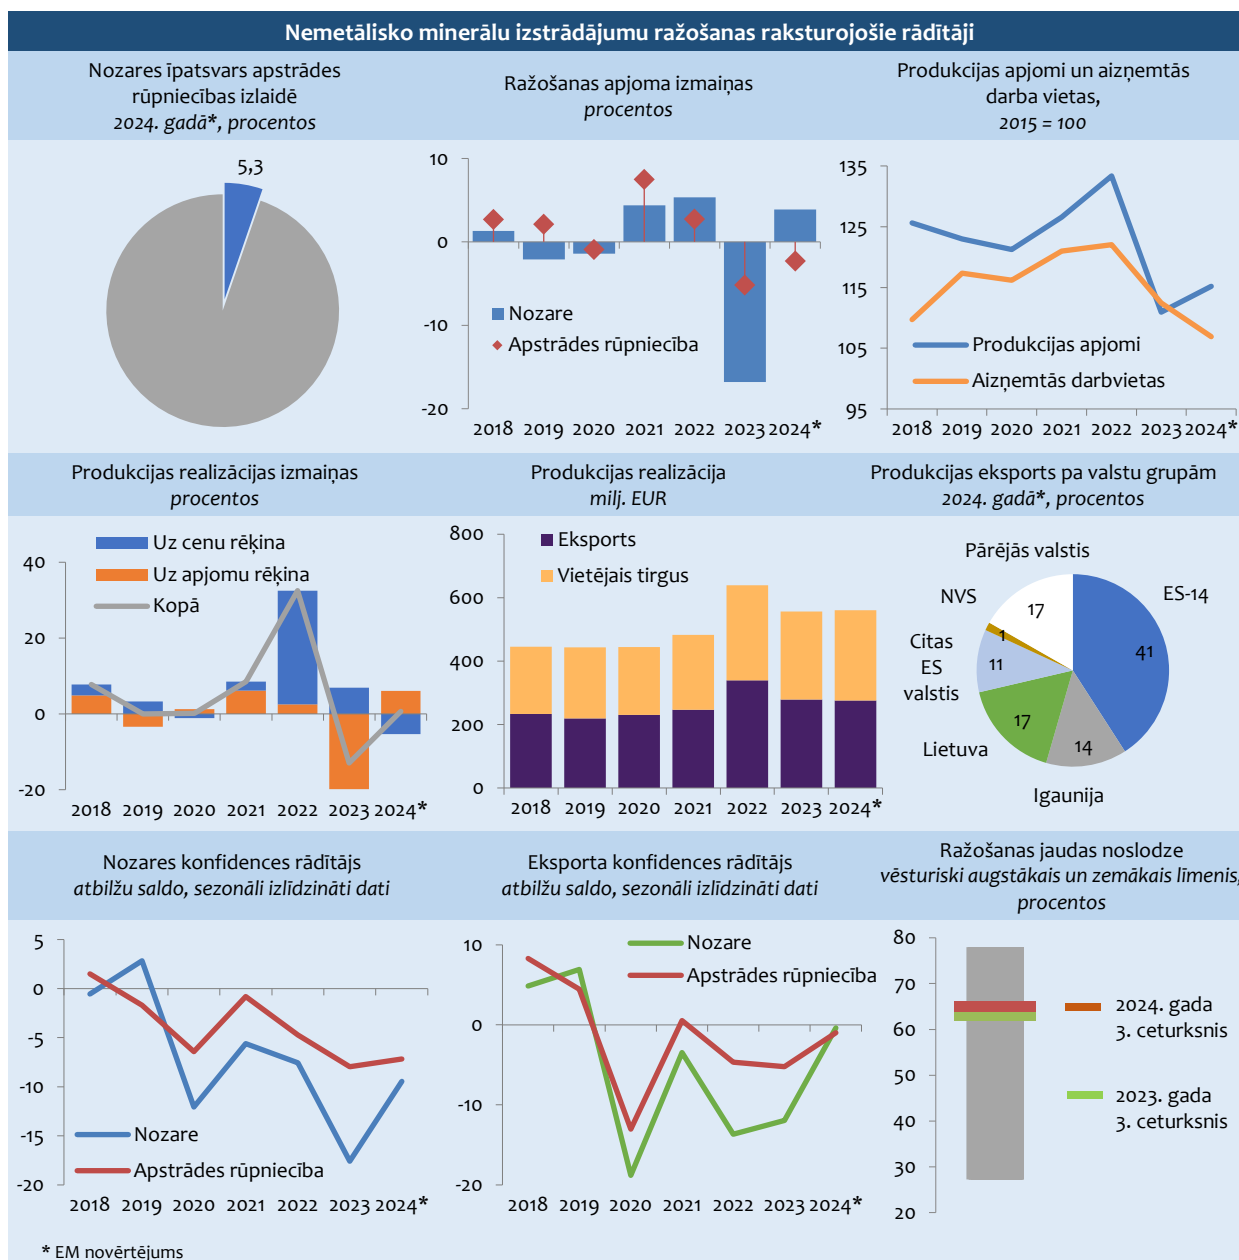 Nemetālisko minerālu izstrādājumu ražošanas raksturojošie rādītāji
Nozares īpatsvars apstrādes
rūpniecības izlaidē
2024. gadā*, procentos
5,3
Ražošanas apjoma izmaiņas
procentos
10
0
-10
-20
Nozare
Apstrādes rūpniecība
2018 2019 2020 2021 2022 2023 2024*
Produkcijas apjomi un aizņemtās
darba vietas,
2015 = 100
135
125
115
105
95
Produkcijas apjomi
Aizņemtās darbvietas
2018 2019 2020 2021 2022 2023 2024*
Produkcijas realizācijas izmaiņas
procentos
Uz cenu rēķina
Uz apjomu rēķina
Kopā
40
20
0
-20
2018 2019 2020 2021 2022 2023 2024*
Produkcijas realizācija
milj. EUR
800
600
400
200
0
Eksports
Vietējais tirgus
2018 2019 2020 2021 2022 2023 2024*
Produkcijas eksports pa valstu grupām
2024. gadā*, procentos
Pārējās valstis
17
ES-14
41
NVS
1
Citas
ES
valstis
11
Lietuva
17
14
Igaunija
Nozares konfidences rādītājs
atbilžu saldo, sezonāli izlīdzināti dati
5
0
-5
-10
-15
-20
Nozare
Apstrādes rūpniecība
2018 2019 2020 2021 2022 2023 2024*
Eksporta konfidences rādītājs
atbilžu saldo, sezonāli izlīdzināti dati
10
0
-10
-20
Nozare
Apstrādes rūpniecība
2018 2019 2020 2021 2022 2023 2024*
Ražošanas jaudas noslodze
vēsturiski augstākais un zemākais līmenis,
procentos
80
70
60
50
40
30
20
2024. gada
3. ceturksnis
2023. gada
3. ceturksnis
* EM novērtējums